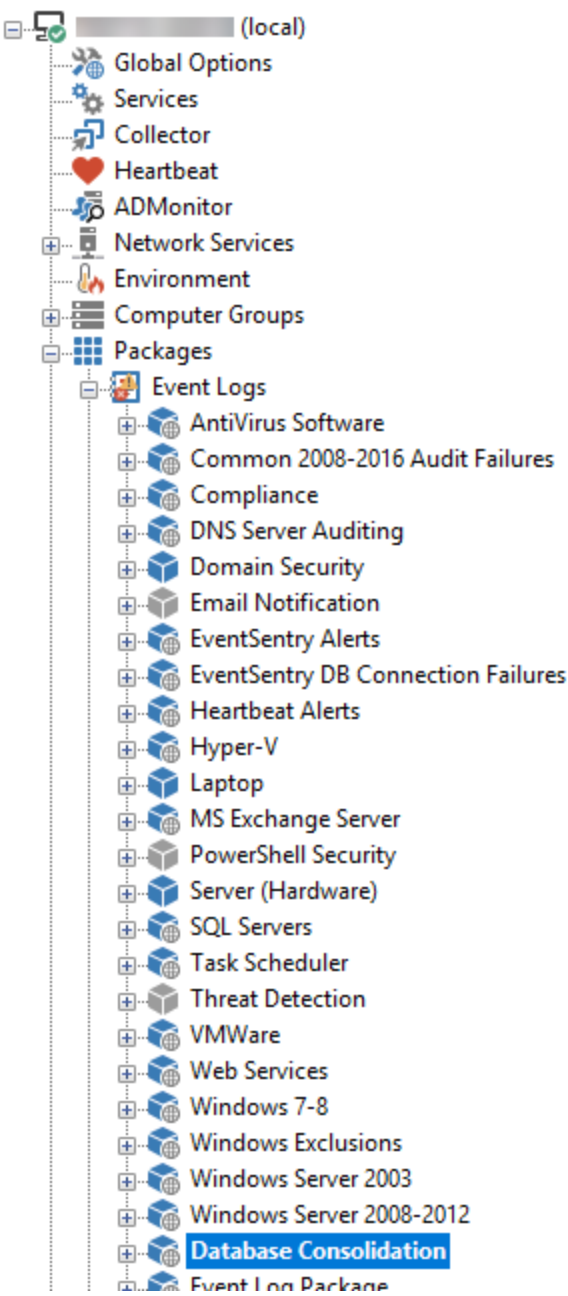 (local)
Global Options
Services
Collector
Heartbeat
ADMonitor
Network Services
Environment
Computer Groups
Packages
Event Logs
AntiVirus Software
Common 2008-2016 Audit Failures
Compliance
DNS Server Auditing
Domain Security
Email Notification
EventSentry Alerts
EventSentry DB Connection Failures
Heartbeat Alerts
Hyper-V
Laptop
MS Exchange Server
PowerShell Security
Server (Hardware)
SQL Servers
Task Scheduler
Threat Detection
VMWare
Web Services
Windows 7-8
Windows Exclusions
Windows Server 2003
Windows Server 2008-2012
Database Consolidation
Event Log Package